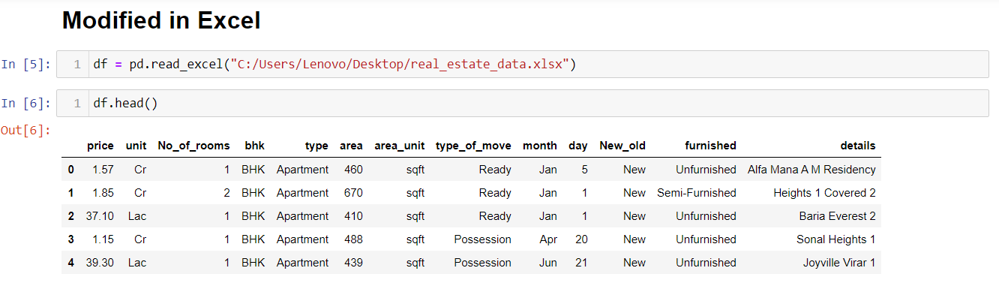 Modified in Excel
In [5]: 1 df = pd.read_excel("C:/Users/Lenovo/Desktop/real_estate_data.xlsx")
In [6]: 1 df.head()
Out[6]:
price unit No_of_rooms bhk type area area_unit type_of_move month day New_old furnished details
0 1.57 Cr 1 BHK Apartment 460 sqft Ready Jan 5 New Unfurnished Alfa Mana A M Residency
1 1.85 Cr 2 BHK Apartment 670 sqft Ready Jan 1 New Semi-Furnished Heights 1 Covered 2
2 37.10 Lac 1 BHK Apartment 410 sqft Ready Jan 1 New Unfurnished Baria Everest 2
3 1.15 Cr 1 BHK Apartment 488 sqft Possession Apr 20 New Unfurnished Sonal Heights 1
4 39.30 Lac 1 BHK Apartment 439 sqft Possession Jun 21 New Unfurnished Joyville Virar 1